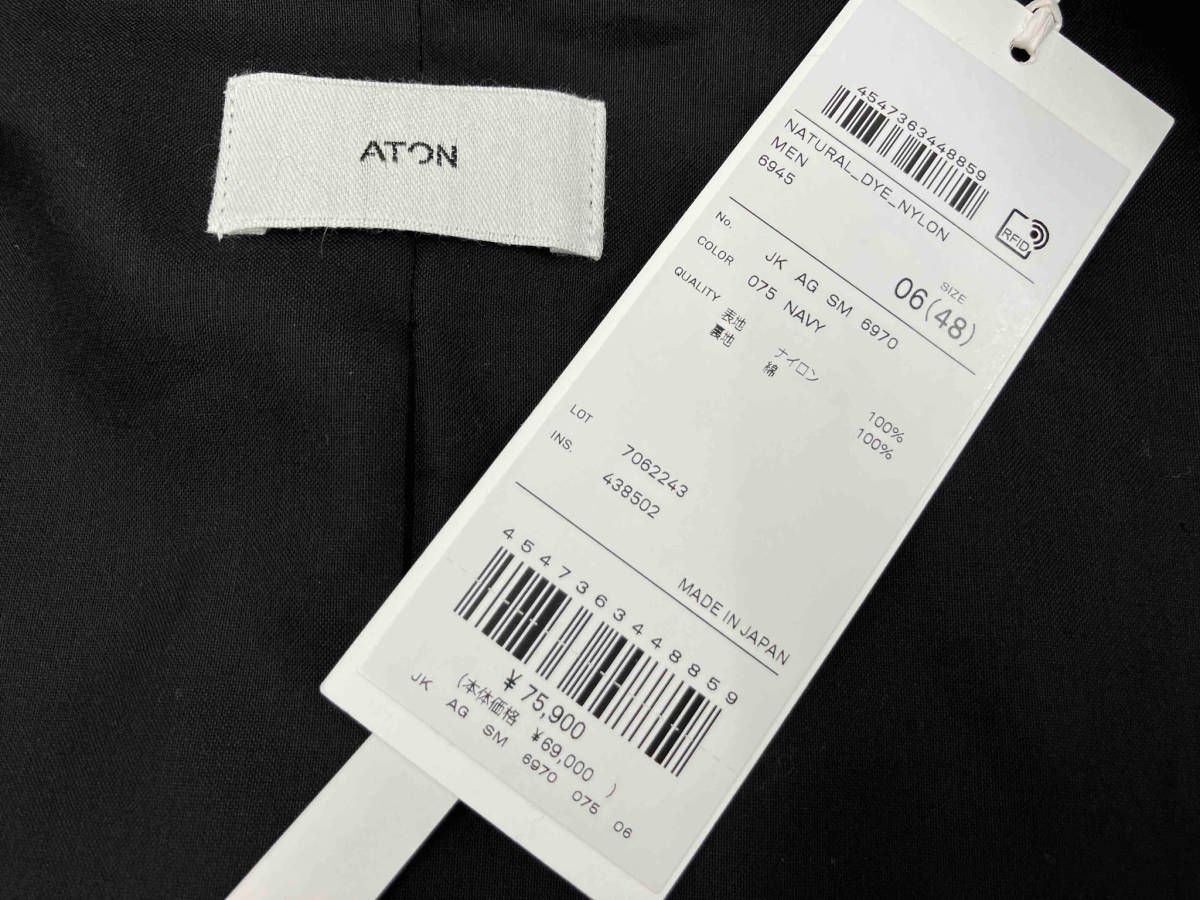 ATON
4547363448859
NATURAL_DYE_NYLON
MEN
6945
RFID
SIZE
06(48)
No. JK AG SM 6970
COLOR 075 NAVY
QUALITY 表地 ナイロン 100%
裏地 綿 100%
LOT 7062243
INS. 438502
MADE IN JAPAN
4547363448859
¥ 75,900
(本体価格 ¥69,000 )
JK AG SM 6970 075 06